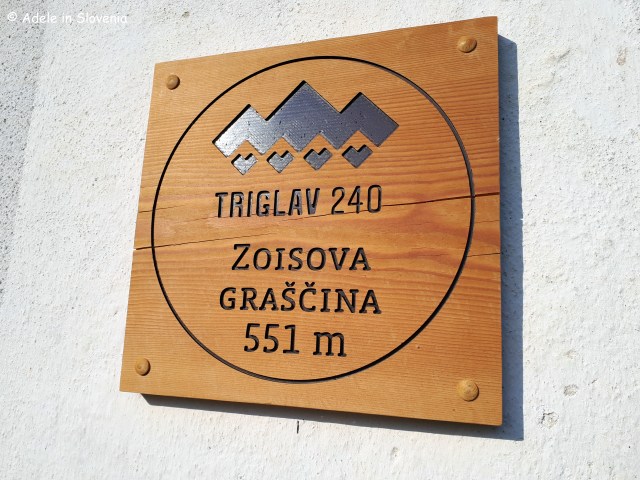 © Adele in Slovenia
TRIGLAV 240
ZOISOVA
GRAŠČINA
551 m